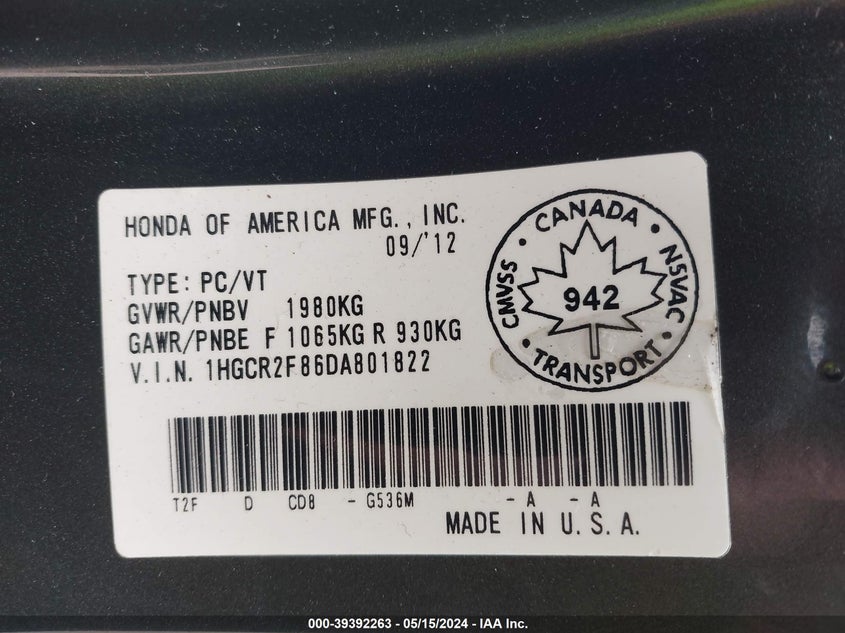 HONDA OF AMERICA MFG., INC.
09/'12
TYPE: PC/VT
GVWR/PNBV 1980KG
GAWR/PNBE F 1065KG R 930KG
V.I.N. 1HGCR2F86DA801822
• CANADA •
CMVSS
NSVAC
942
• TRANSPORT •
T2F D CD8 - G536M - A - A
MADE IN U.S.A.
000-39392263 - 05/15/2024 - IAA Inc.